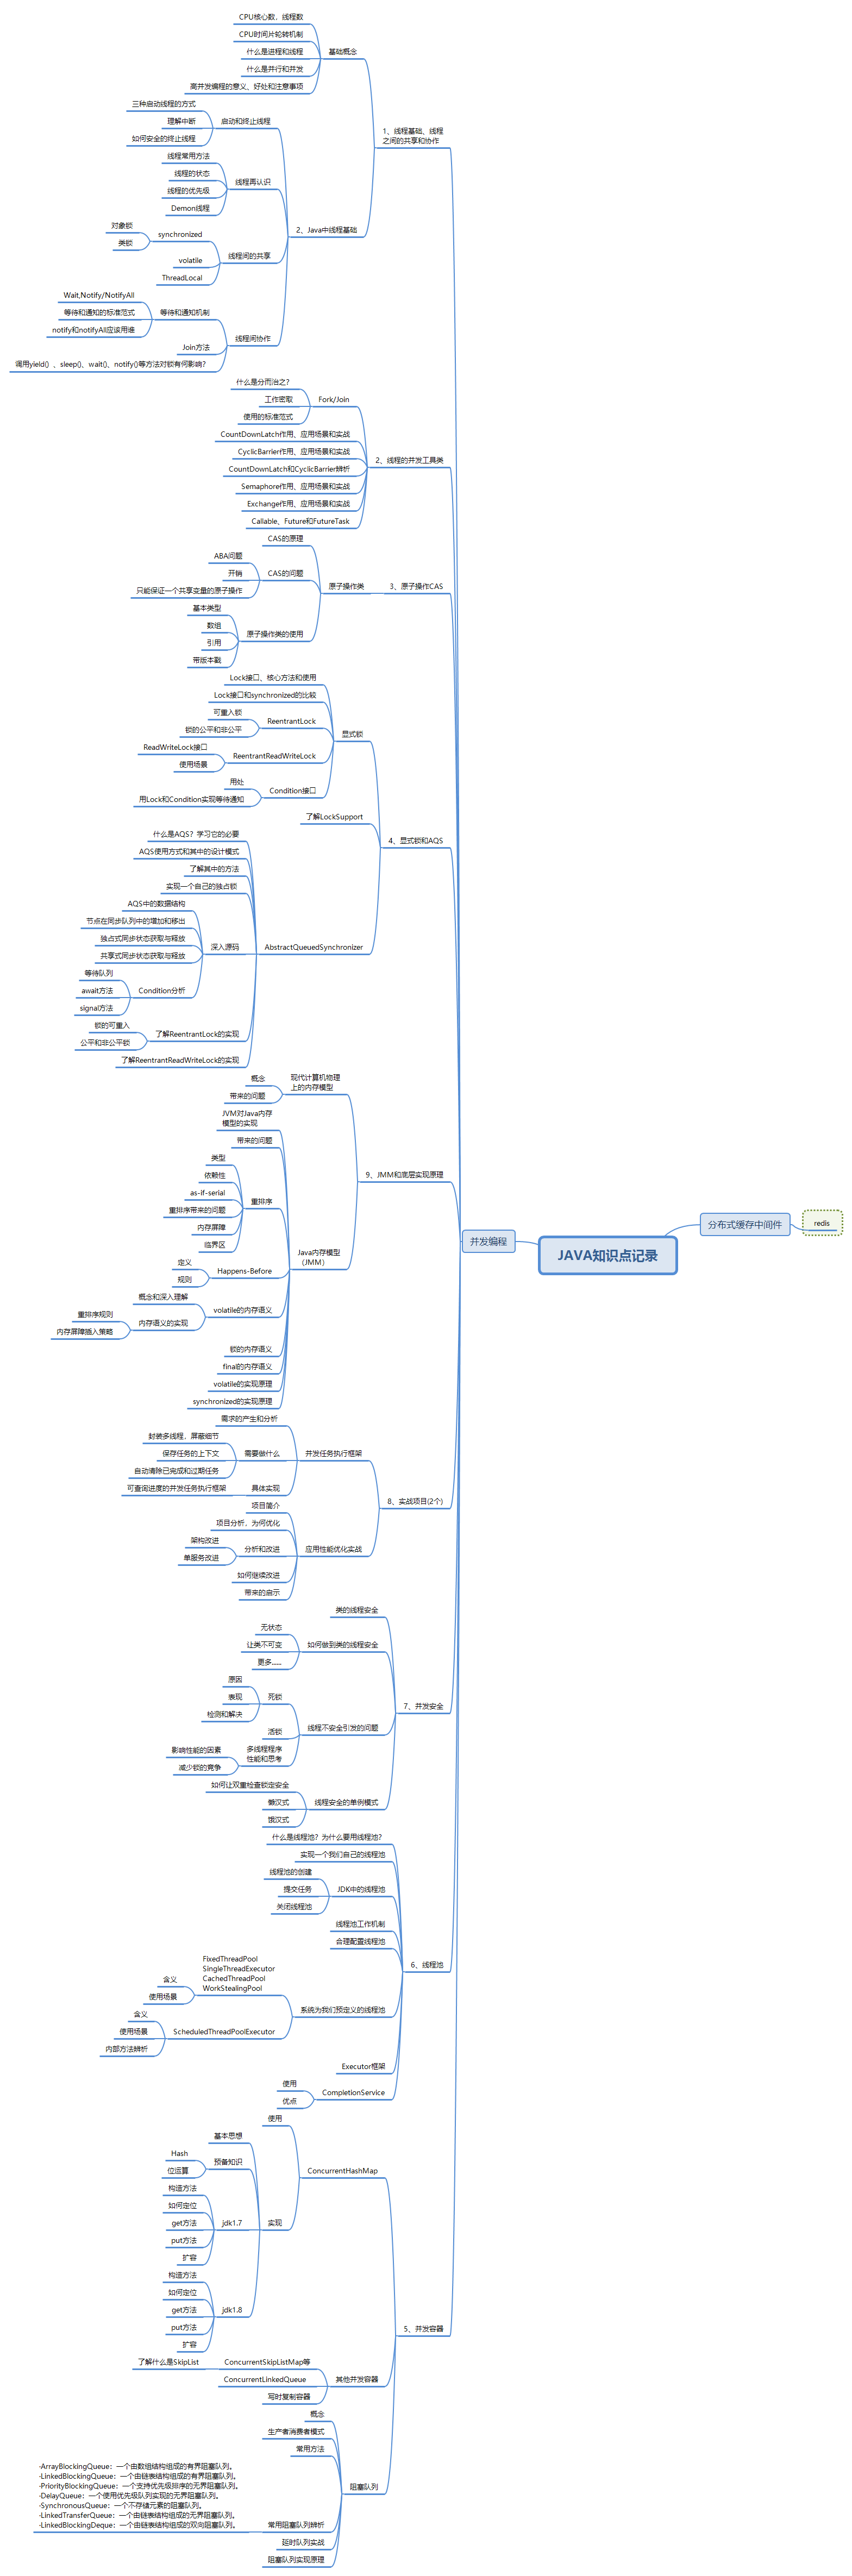 CPU核心数、线程数
CPU时间片轮转机制
什么是进程和线程
什么是并行和并发
高并发编程的意义、好处和注意事项
基础概念
三种启动线程的方式
理解中断
如何安全的终止线程
启动和终止线程
线程常用方法
线程的状态
线程的优先级
Demon线程
线程再认识
对象锁
类锁
synchronized
volatile
ThreadLocal
线程间的共享
Wait,Notify/NotifyAll
等待和通知的标准范式
notify和notifyAll应该用谁
等待和通知机制
Join方法
调用yield() 、sleep()、wait()、notify()等方法对锁有何影响?
线程间协作
2、Java中线程基础
1、线程基础、线程
之间的共享和协作
什么是分而治之?
工作密取
使用的标准范式
Fork/Join
CountDownLatch作用、应用场景和实战
CyclicBarrier作用、应用场景和实战
CountDownLatch和CyclicBarrier辨析
Semaphore作用、应用场景和实战
Exchange作用、应用场景和实战
Callable、Future和FutureTask
2、线程的并发工具类
CAS的原理
ABA问题
开销
只能保证一个共享变量的原子操作
CAS的问题
基本类型
数组
引用
带版本戳
原子操作类的使用
原子操作类
3、原子操作CAS
Lock接口、核心方法和使用
Lock接口和synchronized的比较
可重入锁
锁的公平和非公平
ReentrantLock
ReadWriteLock接口
使用场景
ReentrantReadWriteLock
用处
用Lock和Condition实现等待通知
Condition接口
显式锁
了解LockSupport
什么是AQS？学习它的必要
AQS使用方式和其中的设计模式
了解其中的方法
实现一个自己的独占锁
AQS中的数据结构
节点在同步队列中的增加和移出
独占式同步状态获取与释放
共享式同步状态获取与释放
等待队列
await方法
signal方法
Condition分析
深入源码
锁的可重入
公平和非公平锁
了解ReentrantLock的实现
了解ReentrantReadWriteLock的实现
AbstractQueuedSynchronizer
4、显式锁和AQS
概念
带来的问题
现代计算机物理
上的内存模型
JVM对Java内存
模型的实现
带来的问题
类型
依赖性
as-if-serial
重排序带来的问题
内存屏障
临界区
重排序
定义
规则
Happens-Before
概念和深入理解
重排序规则
内存屏障插入策略
内存语义的实现
volatile的内存语义
锁的内存语义
final的内存语义
volatile的实现原理
synchronized的实现原理
Java内存模型
（JMM）
9、JMM和底层实现原理
需求的产生和分析
封装多线程，屏蔽细节
保存任务的上下文
自动清除已完成和过期任务
需要做什么
可查询进度的并发任务执行框架
具体实现
并发任务执行框架
项目简介
项目分析，为何优化
架构改进
单服务改进
分析和改进
如何继续改进
带来的启示
应用性能优化实战
8、实战项目(2个)
类的线程安全
无状态
让类不可变
更多......
如何做到类的线程安全
原因
表现
检测和解决
死锁
活锁
影响性能的因素
减少锁的竞争
多线程程序
性能和思考
线程不安全引发的问题
如何让双重检查锁定安全
懒汉式
饿汉式
线程安全的单例模式
7、并发安全
什么是线程池？为什么要用线程池?
实现一个我们自己的线程池
线程池的创建
提交任务
关闭线程池
JDK中的线程池
线程池工作机制
合理配置线程池
FixedThreadPool
SingleThreadExecutor
CachedThreadPool
WorkStealingPool
含义
使用场景
含义
使用场景
内部方法辨析
ScheduledThreadPoolExecutor
系统为我们预定义的线程池
Executor框架
使用
优点
CompletionService
6、线程池
使用
基本思想
Hash
位运算
预备知识
构造方法
如何定位
get方法
put方法
扩容
jdk1.7
构造方法
如何定位
get方法
put方法
扩容
jdk1.8
实现
ConcurrentHashMap
了解什么是SkipList
ConcurrentSkipListMap等
ConcurrentLinkedQueue
写时复制容器
其他并发容器
概念
生产者消费者模式
常用方法
·ArrayBlockingQueue：一个由数组结构组成的有界阻塞队列。
·LinkedBlockingQueue：一个由链表结构组成的有界阻塞队列。
·PriorityBlockingQueue：一个支持优先级排序的无界阻塞队列。
·DelayQueue：一个使用优先级队列实现的无界阻塞队列。
·SynchronousQueue：一个不存储元素的阻塞队列。
·LinkedTransferQueue：一个由链表结构组成的无界阻塞队列。
·LinkedBlockingDeque：一个由链表结构组成的双向阻塞队列。
常用阻塞队列辨析
延时队列实战
阻塞队列实现原理
阻塞队列
5、并发容器
并发编程
JAVA知识点记录
分布式缓存中间件
redis